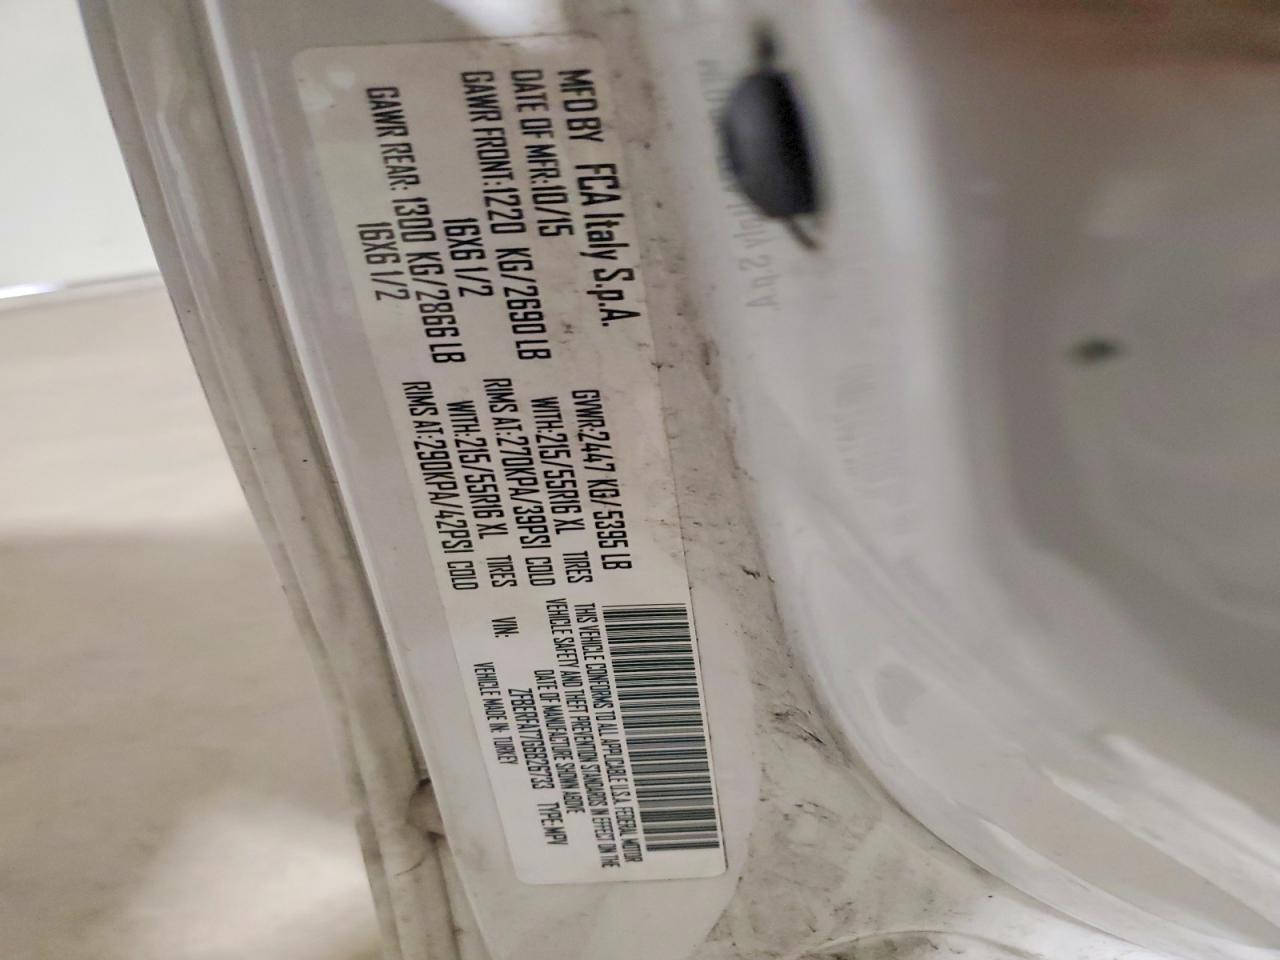 MFD BY FCA Italy S.p.A.
DATE OF MFR:10/15 GVWR:2447 KG/5395 LB
GAWR FRONT:1220 KG/2690 LB WITH:215/55R16 XL TIRES
16X6 1/2 RIMS AT:270KPA/39PSI COLD
GAWR REAR: 1300 KG/2866 LB WITH:215/55R16 XL TIRES
16X6 1/2 RIMS AT:290KPA/42PSI COLD
THIS VEHICLE CONFORMS TO ALL APPLICABLE U.S.A. FEDERAL MOTOR
VEHICLE SAFETY AND THEFT PREVENTION STANDARDS IN EFFECT ON THE
DATE OF MANUFACTURE SHOWN ABOVE
VIN: ZFBERFAT7G6B26733 TYPE:MPV
VEHICLE MADE IN: TURKEY